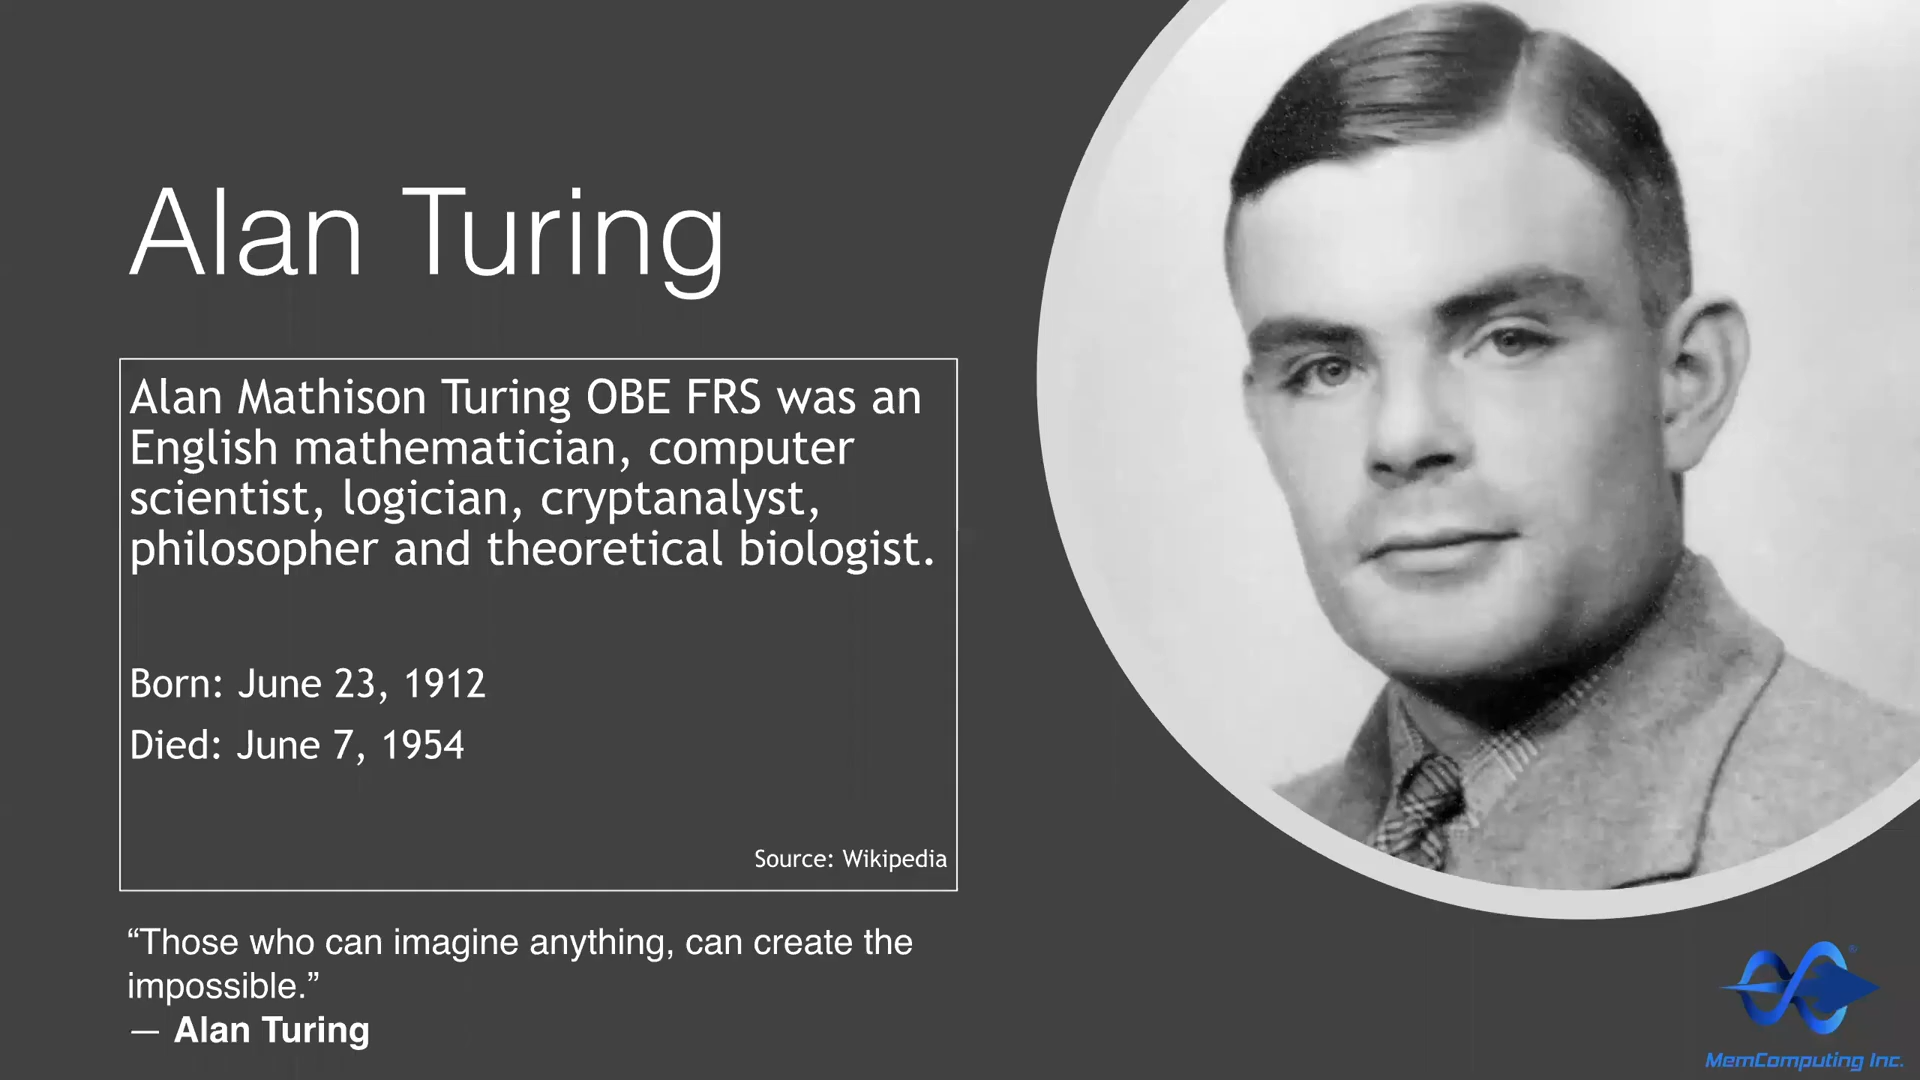 Alan Turing
Alan Mathison Turing OBE FRS was an
English mathematician, computer
scientist, logician, cryptanalyst,
philosopher and theoretical biologist.
Born: June 23, 1912
Died: June 7, 1954
Source: Wikipedia
“Those who can imagine anything, can create the
impossible.”
— Alan Turing
®
MemComputing Inc.